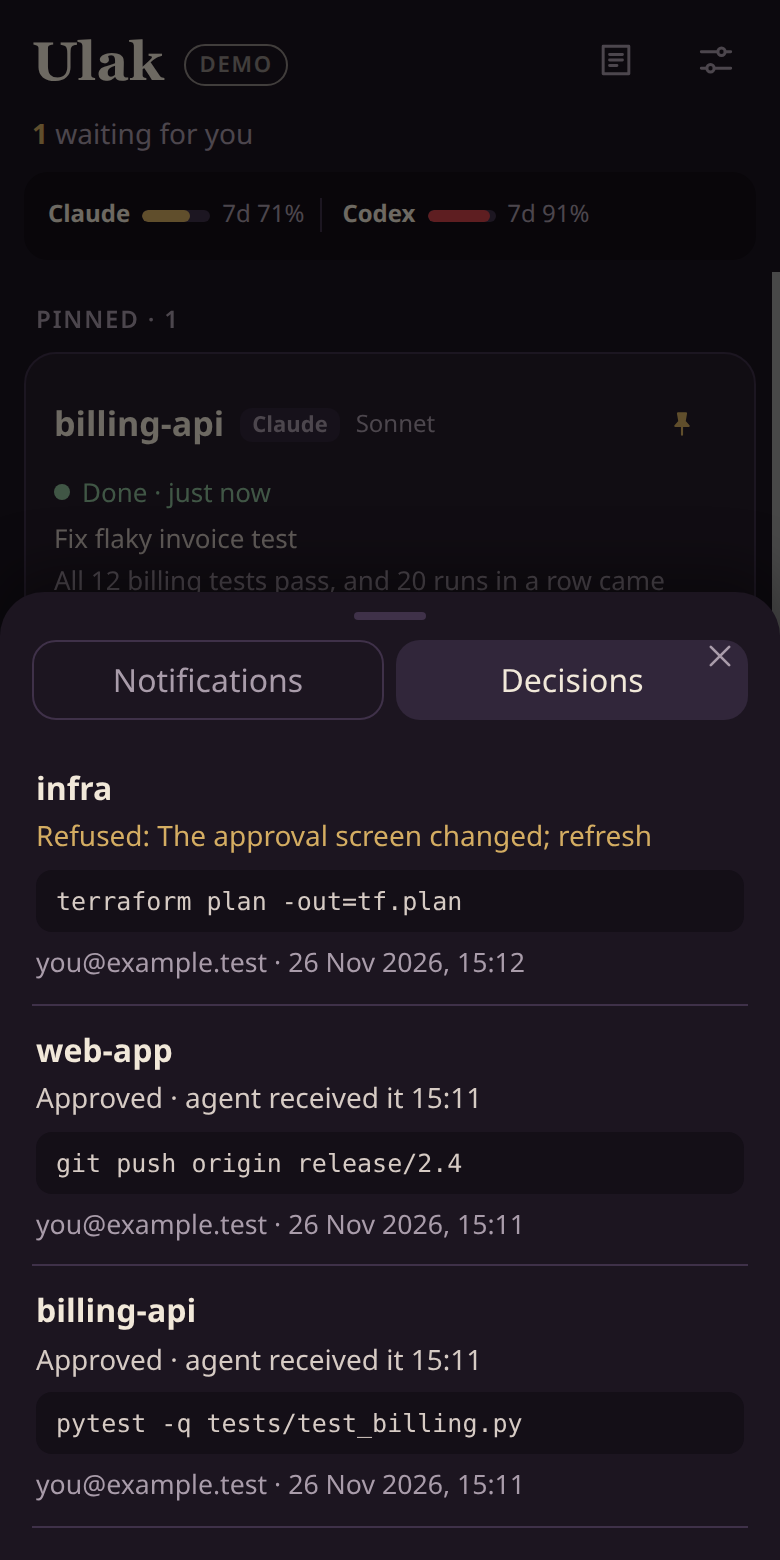 Ulak DEMO
1 waiting for you
Claude 7d 71% Codex 7d 91%
PINNED · 1
billing-api Claude Sonnet
Done · just now
Fix flaky invoice test
All 12 billing tests pass, and 20 runs in a row came
Notifications Decisions
infra
Refused: The approval screen changed; refresh
terraform plan -out=tf.plan
you@example.test · 26 Nov 2026, 15:12
web-app
Approved · agent received it 15:11
git push origin release/2.4
you@example.test · 26 Nov 2026, 15:11
billing-api
Approved · agent received it 15:11
pytest -q tests/test_billing.py
you@example.test · 26 Nov 2026, 15:11